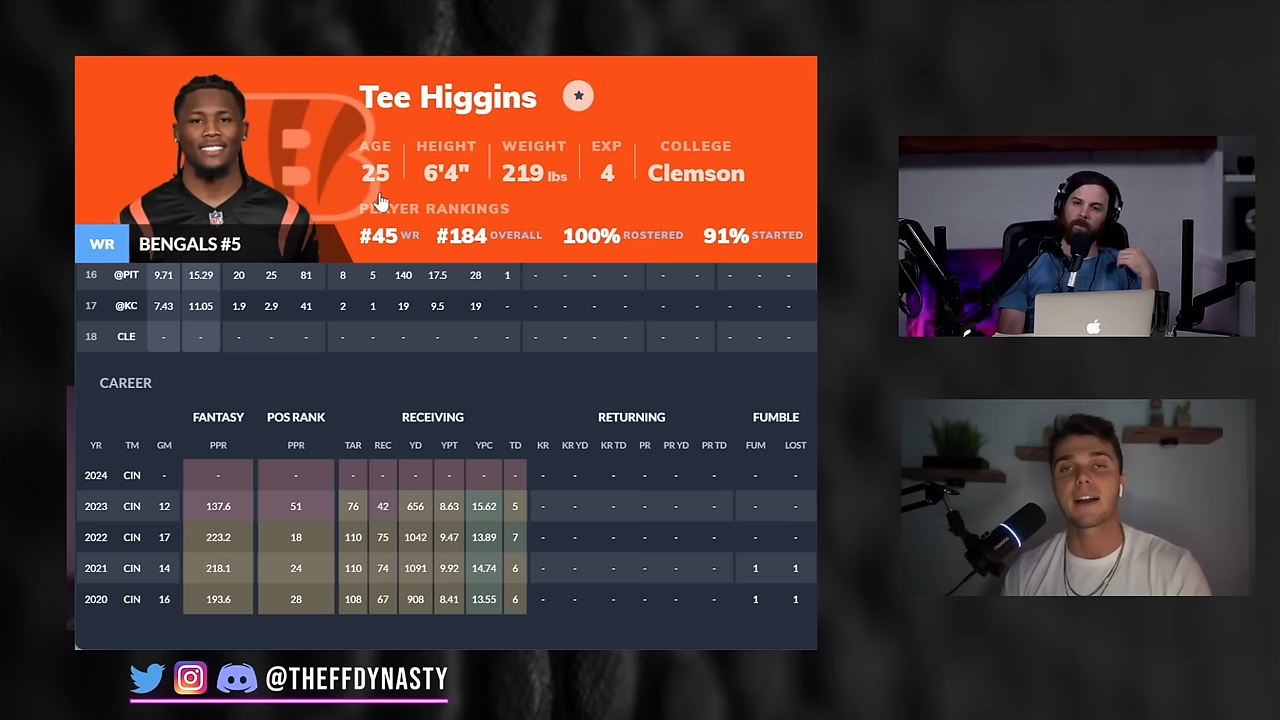 Tee Higgins
AGE HEIGHT WEIGHT EXP COLLEGE
25 6'4" 219 lbs 4 Clemson
PLAYER RANKINGS
#45 WR #184 OVERALL 100% ROSTERED 91% STARTED
WR BENGALS #5
16 @PIT 9.71 15.29 20 25 81 8 5 140 17.5 28 1 - - - - - - - - -
17 @KC 7.43 11.05 1.9 2.9 41 2 1 19 9.5 19 - - - - - - - - - -
18 CLE - - - - - - - - - - - - - - - - - - - -
CAREER
FANTASY POS RANK RECEIVING RETURNING FUMBLE
YR TM GM PPR PPR TAR REC YD YPT YPC TD KR KR YD KR TD PR PR YD PR TD FUM LOST
2024 CIN - - - - - - - - - - - - - - - - -
2023 CIN 12 137.6 51 76 42 656 8.63 15.62 5 - - - - - - - -
2022 CIN 17 223.2 18 110 75 1042 9.47 13.89 7 - - - - - - - -
2021 CIN 14 218.1 24 110 74 1091 9.92 14.74 6 - - - - - - 1 1
2020 CIN 16 193.6 28 108 67 908 8.41 13.55 6 - - - - - - 1 1
@THEFFDYNASTY